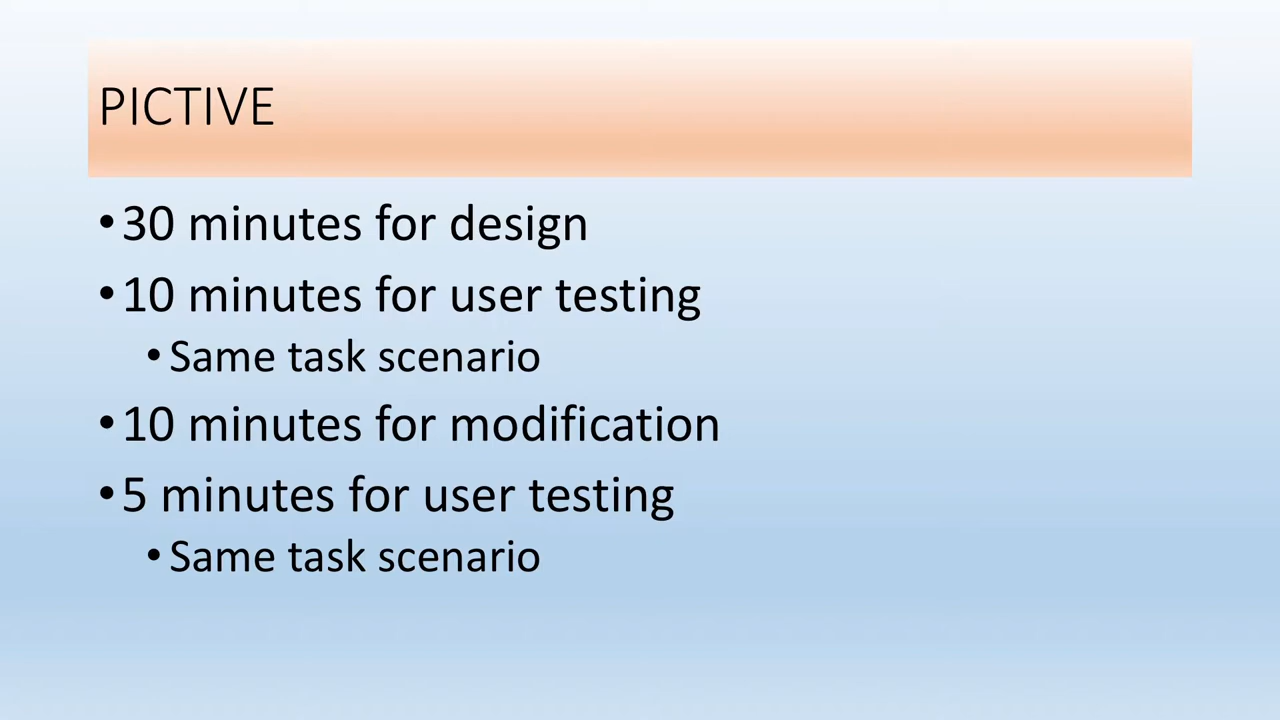 PICTIVE
•30 minutes for design
•10 minutes for user testing
•Same task scenario
•10 minutes for modification
•5 minutes for user testing
•Same task scenario